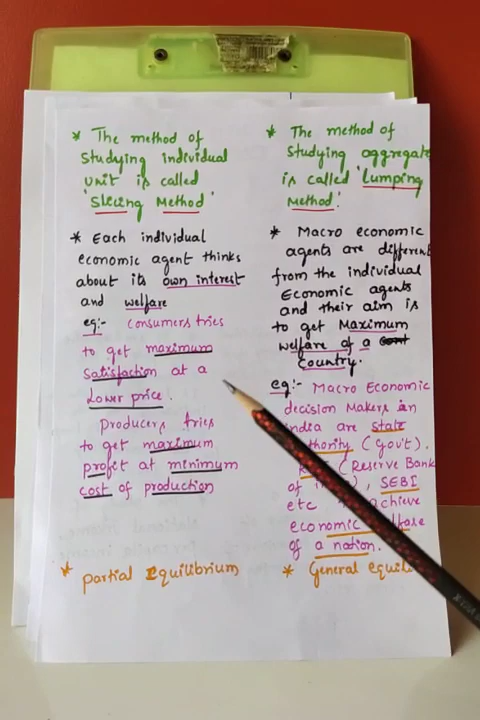 * The method of
studying individual
unit is called
'Slicing Method'
* Each individual
economic agent thinks
about its own interest
and welfare
eg:- consumers tries
to get maximum
satisfaction at a
Lower price.
Producers tries
to get maximum
profit at minimum
cost of production
* partial Equilibrium
* The method of
studying aggregate
is called 'Lumping
Method.'
* Macro economic
agents are different
from the individual
Economic agents
and their aim is
to get Maximum
welfare of a
Country.
eg:- Macro Economic
decision Makers in
india are state
(Gov't).
(Reserve Bank
of SEBI
etc achieve
economic
of a nation.
* General